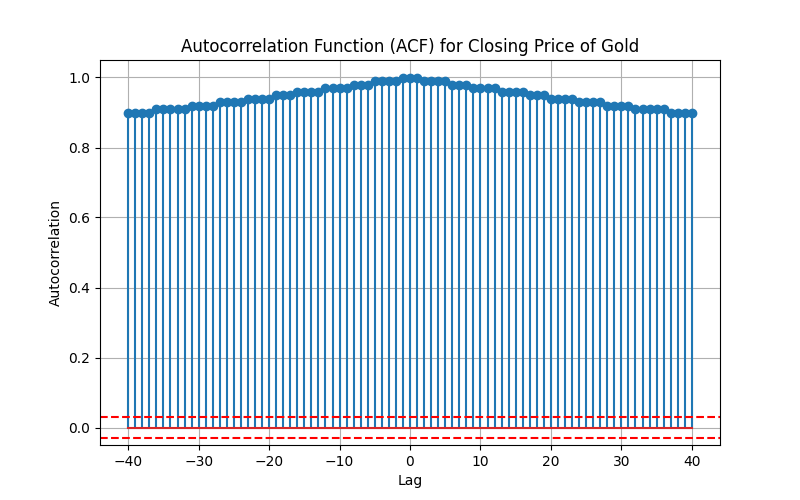 Autocorrelation Function (ACF) for Closing Price of Gold
1.0
0.8
0.6
0.4
0.2
0.0
Autocorrelation
−40 −30 −20 −10 0 10 20 30 40
Lag